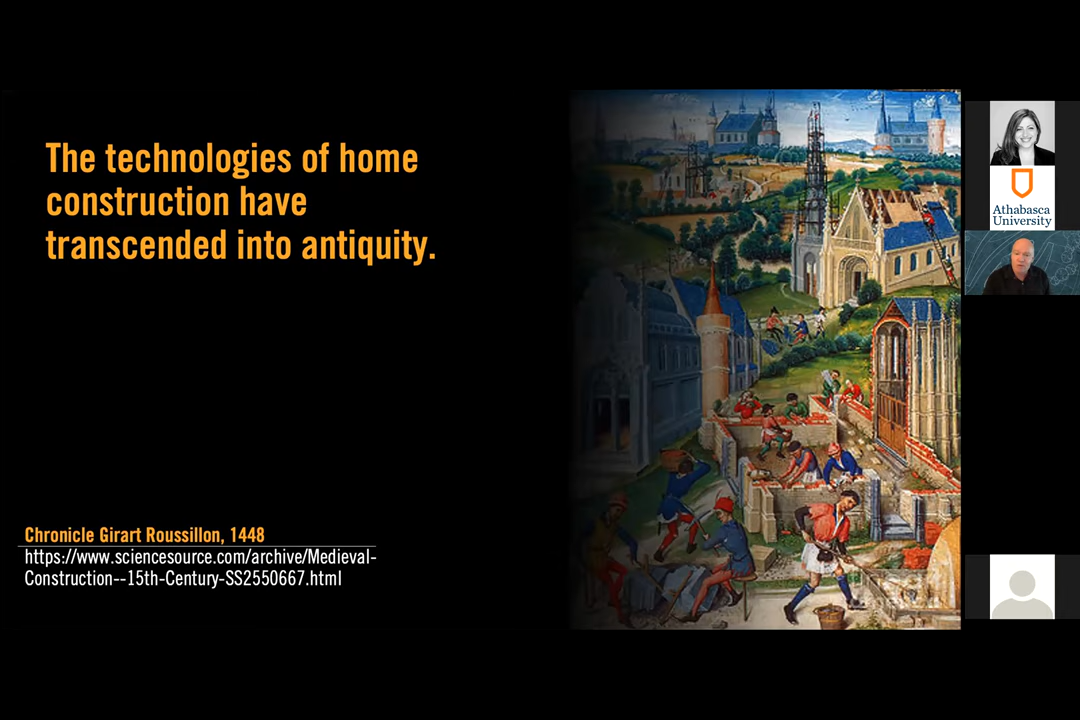 The technologies of home
construction have
transcended into antiquity.
Chronicle Girart Roussillon, 1448
https://www.sciencesource.com/archive/Medieval-
Construction--15th-Century-SS2550667.html
Athabasca
University